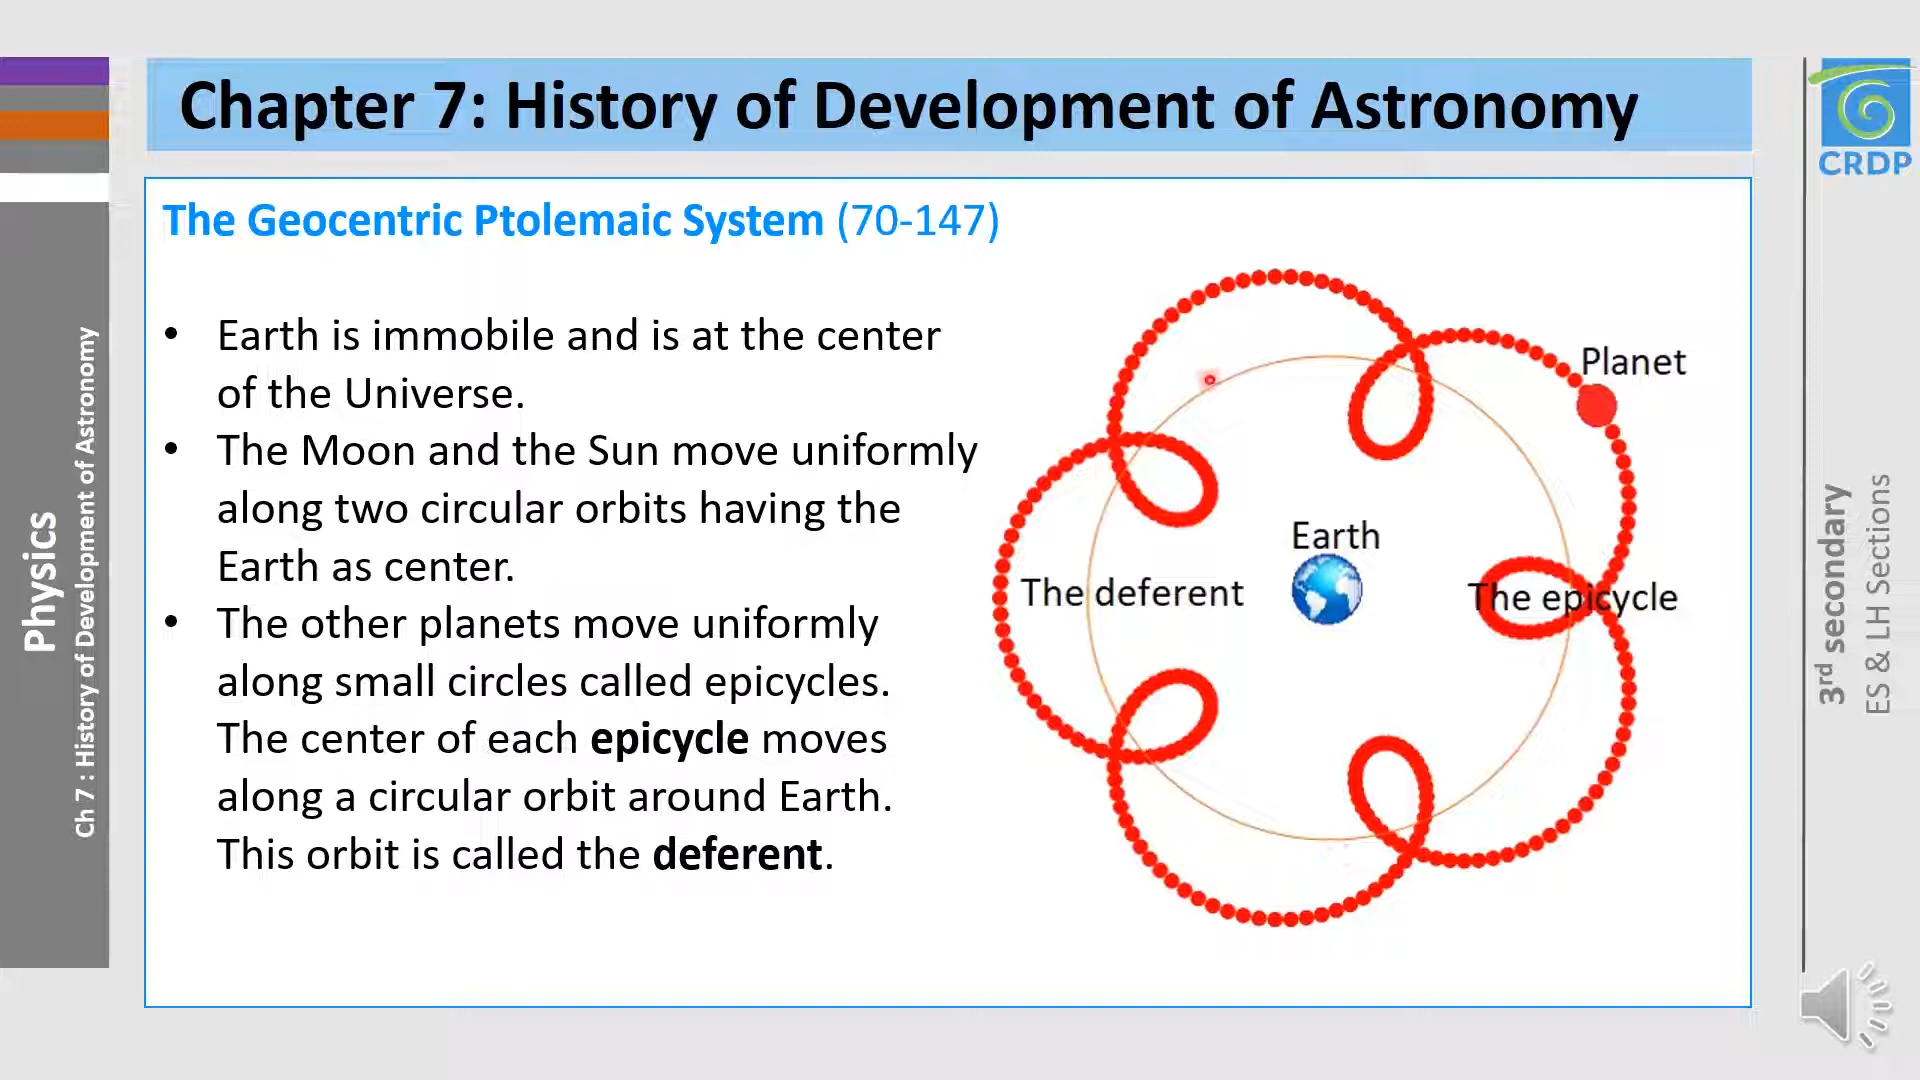 Chapter 7: History of Development of Astronomy
CRDP
Physics
Ch 7 : History of Development of Astronomy
The Geocentric Ptolemaic System (70-147)
• Earth is immobile and is at the center
of the Universe.
• The Moon and the Sun move uniformly
along two circular orbits having the
Earth as center.
• The other planets move uniformly
along small circles called epicycles.
The center of each epicycle moves
along a circular orbit around Earth.
This orbit is called the deferent.
Planet
Earth
The deferent
The epicycle
3rd secondary
ES & LH Sections